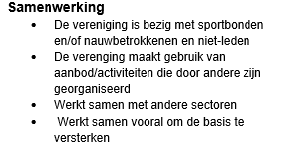 Samenwerking
• De vereniging is bezig met sportbonden
en/of nauwbetrokkenen en niet-leden
• De verenging maakt gebruik van
aanbod/activiteiten die door andere zijn
georganiseerd
• Werkt samen met andere sectoren
• Werkt samen vooral om de basis te
versterken